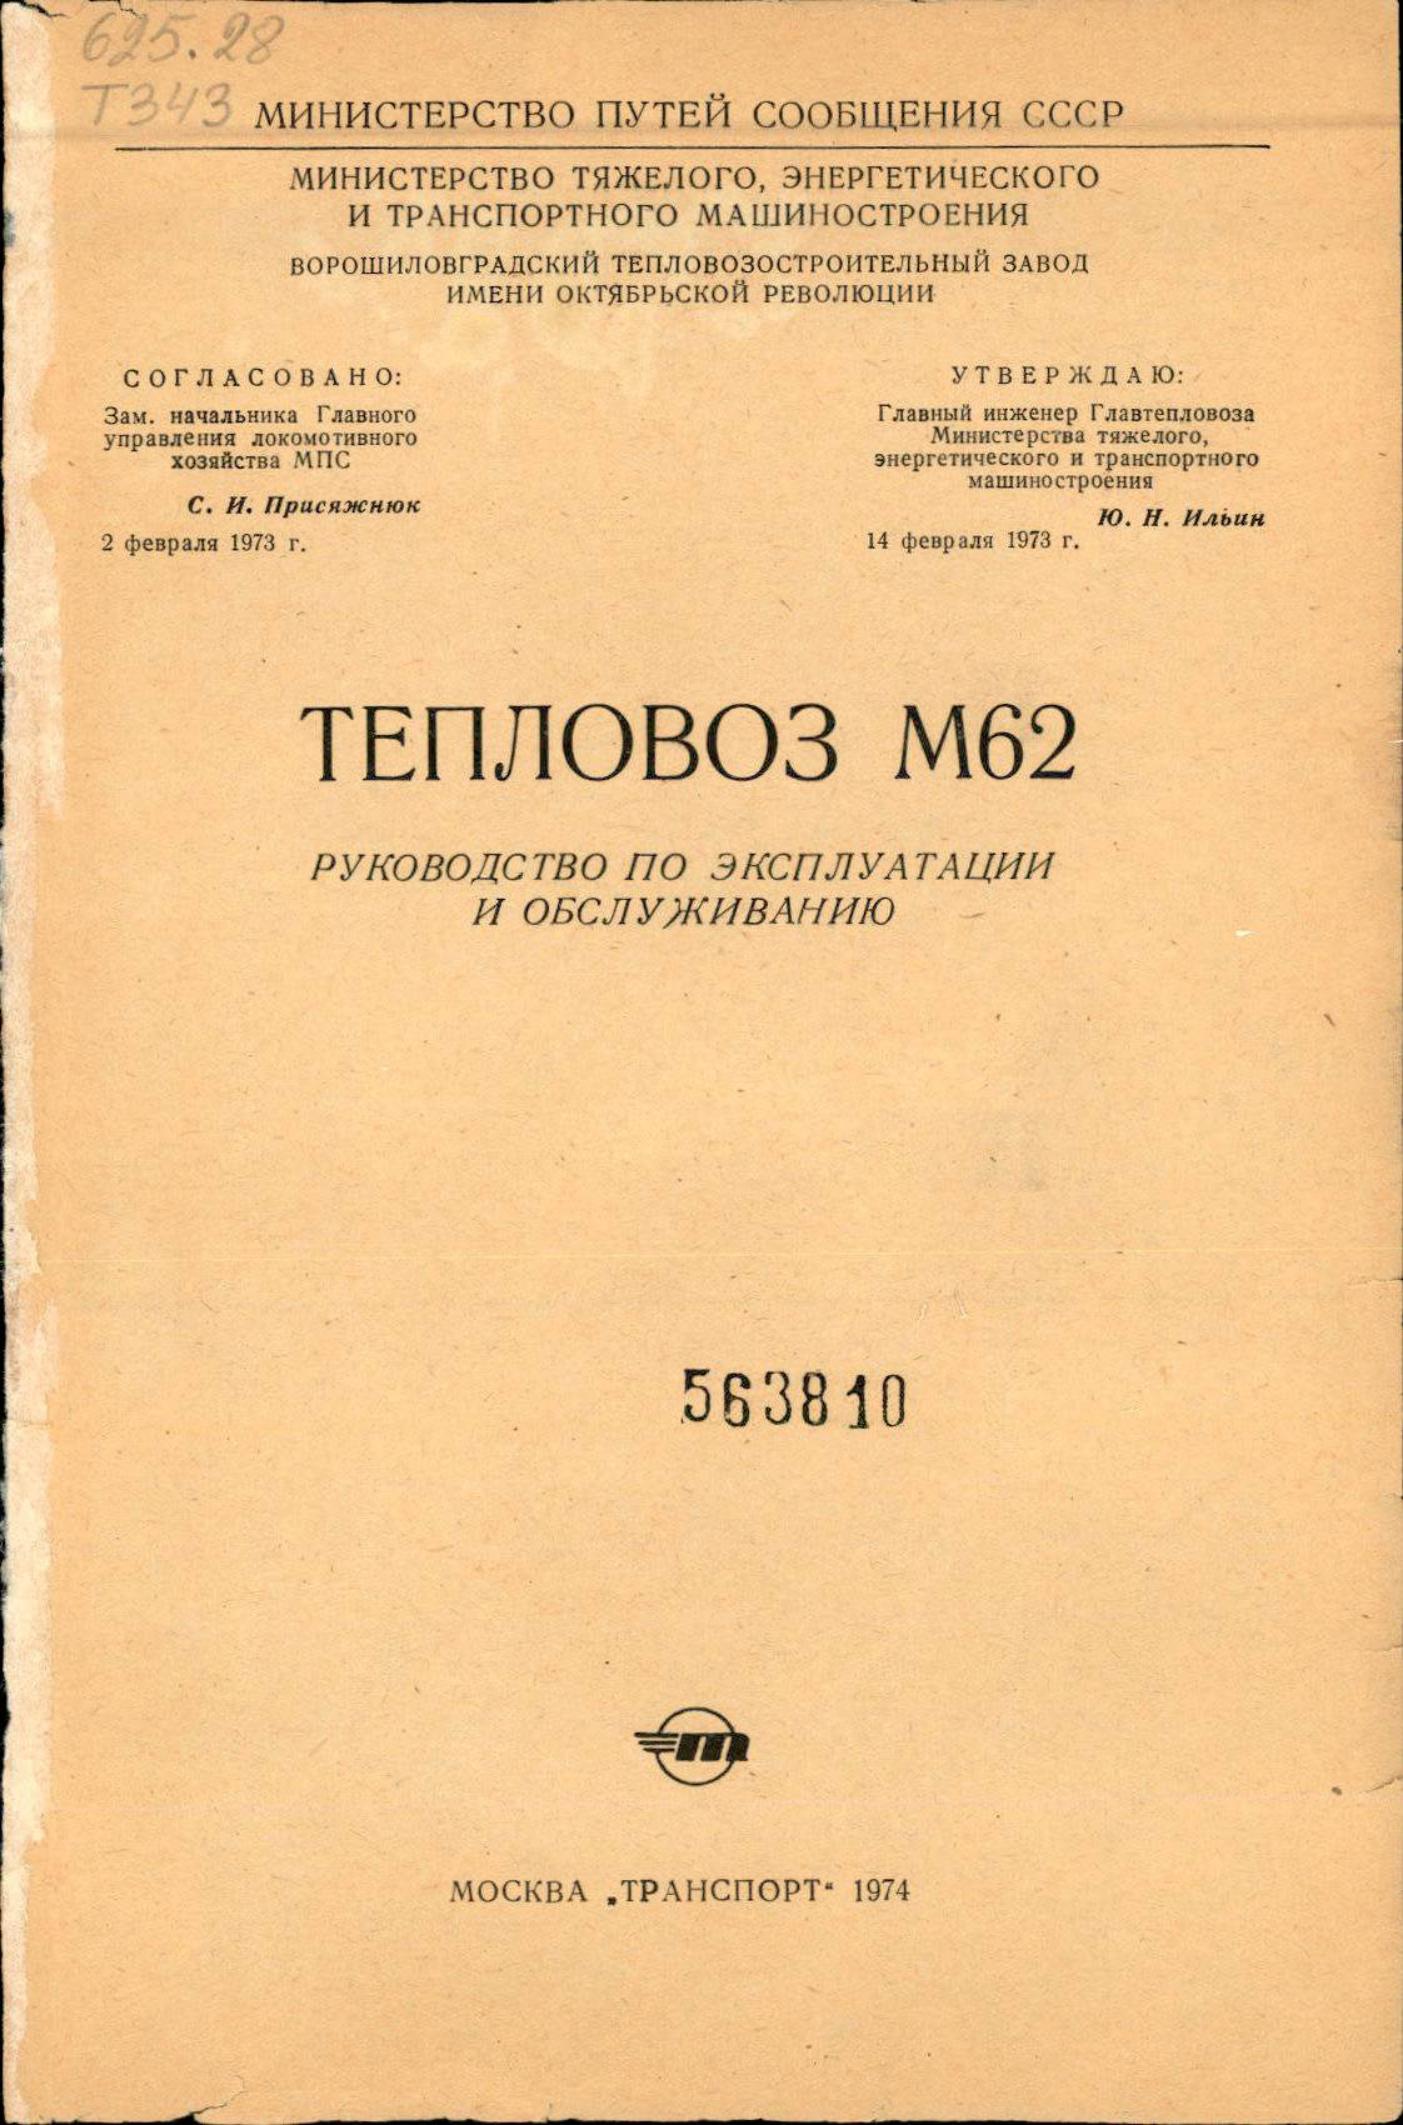 625.28
Т343
МИНИСТЕРСТВО ПУТЕЙ СООБЩЕНИЯ СССР
МИНИСТЕРСТВО ТЯЖЕЛОГО, ЭНЕРГЕТИЧЕСКОГО
И ТРАНСПОРТНОГО МАШИНОСТРОЕНИЯ
ВОРОШИЛОВГРАДСКИЙ ТЕПЛОВОЗОСТРОИТЕЛЬНЫЙ ЗАВОД
ИМЕНИ ОКТЯБРЬСКОЙ РЕВОЛЮЦИИ
СОГЛАСОВАНО:
Зам. начальника Главного
управления локомотивного
хозяйства МПС
С. И. Присяжнюк
2 февраля 1973 г.
УТВЕРЖДАЮ:
Главный инженер Главтепловоза
Министерства тяжелого,
энергетического и транспортного
машиностроения
Ю. Н. Ильин
14 февраля 1973 г.
ТЕПЛОВОЗ М62
РУКОВОДСТВО ПО ЭКСПЛУАТАЦИИ
И ОБСЛУЖИВАНИЮ
563810
т
МОСКВА „ТРАНСПОРТ“ 1974